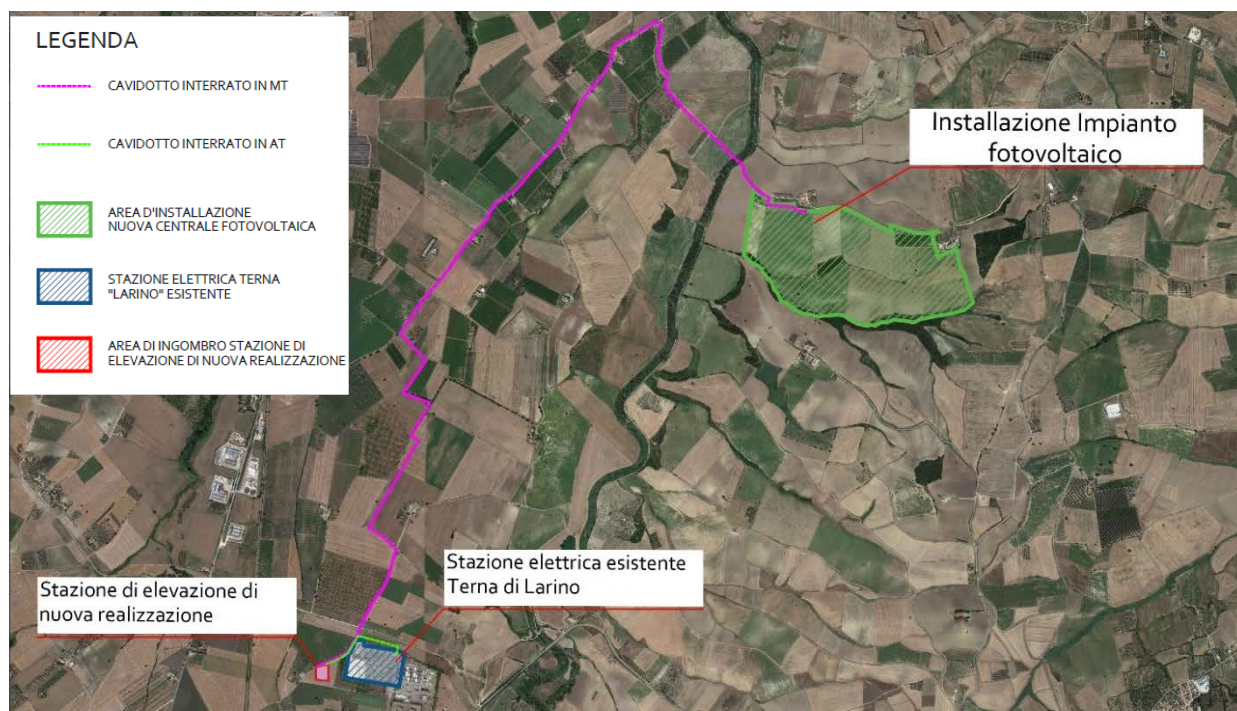 LEGENDA
CAVIDOTTO INTERRATO IN MT
CAVIDOTTO INTERRATO IN AT
AREA D'INSTALLAZIONE
NUOVA CENTRALE FOTOVOLTAICA
STAZIONE ELETTRICA TERNA
"LARINO" ESISTENTE
AREA DI INGOMBRO STAZIONE DI
ELEVAZIONE DI NUOVA REALIZZAZIONE
Installazione Impianto
fotovoltaico
Stazione elettrica esistente
Terna di Larino
Stazione di elevazione di
nuova realizzazione